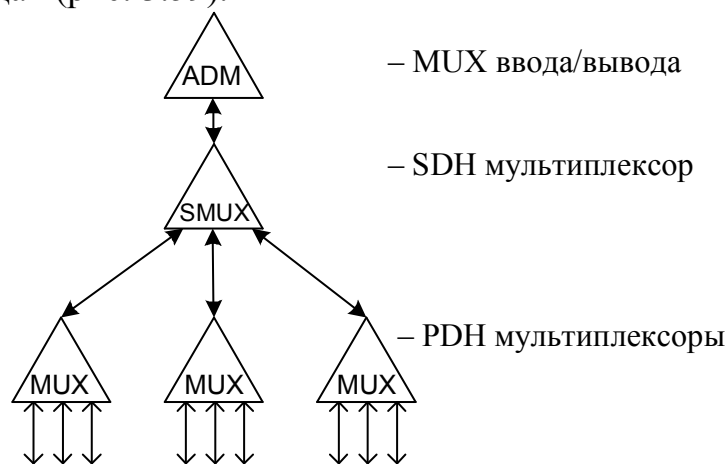 ADM – MUX ввода/вывода
SMUX – SDH мультиплексор
– PDH мультиплексоры
MUX MUX MUX